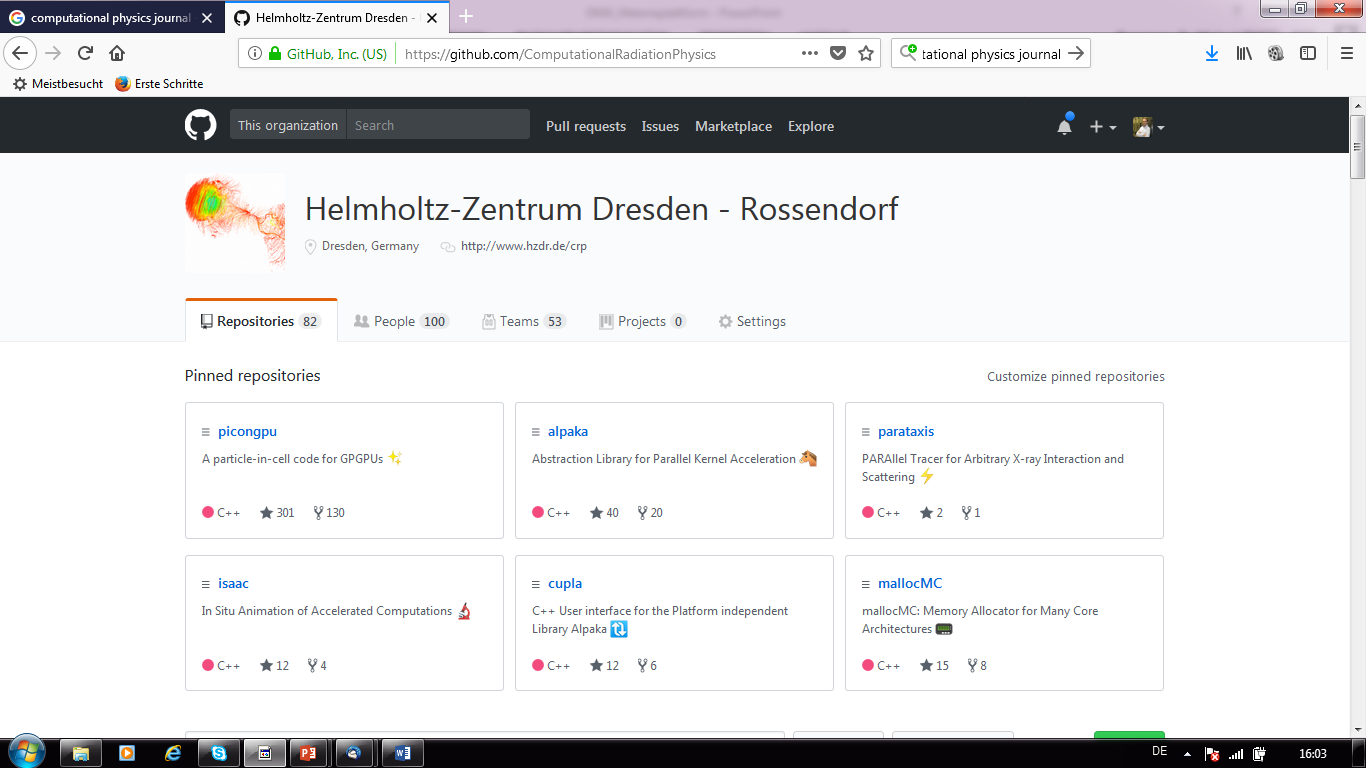 computational physics journal
Helmholtz-Zentrum Dresden -
GitHub, Inc. (US)
https://github.com/ComputationalRadiationPhysics
tational physics journal
Meistbesucht
Erste Schritte
This organization
Search
Pull requests
Issues
Marketplace
Explore
Helmholtz-Zentrum Dresden - Rossendorf
Dresden, Germany
http://www.hzdr.de/crp
Repositories 82
People 100
Teams 53
Projects 0
Settings
Pinned repositories
Customize pinned repositories
picongpu
A particle-in-cell code for GPGPUs
C++ 301 130
alpaka
Abstraction Library for Parallel Kernel Acceleration
C++ 40 20
parataxis
PARAllel Tracer for Arbitrary X-ray Interaction and
Scattering
C++ 2 1
isaac
In Situ Animation of Accelerated Computations
C++ 12 4
cupla
C++ User interface for the Platform independent
Library Alpaka
C++ 12 6
mallocMC
mallocMC: Memory Allocator for Many Core
Architectures
C++ 15 8
DE
16:03